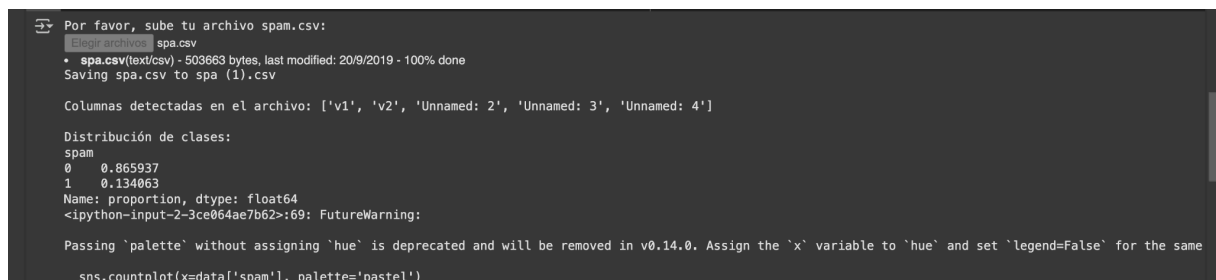 Por favor, sube tu archivo spam.csv:
Elegir archivos spa.csv
• spa.csv(text/csv) - 503663 bytes, last modified: 20/9/2019 - 100% done
Saving spa.csv to spa (1).csv
Columnas detectadas en el archivo: ['v1', 'v2', 'Unnamed: 2', 'Unnamed: 3', 'Unnamed: 4']
Distribución de clases:
spam
0    0.865937
1    0.134063
Name: proportion, dtype: float64
<ipython-input-2-3ce064ae7b62>:69: FutureWarning:
Passing `palette` without assigning `hue` is deprecated and will be removed in v0.14.0. Assign the `x` variable to `hue` and set `legend=False` for the same
sns.countplot(x=data['spam'], palette='pastel')